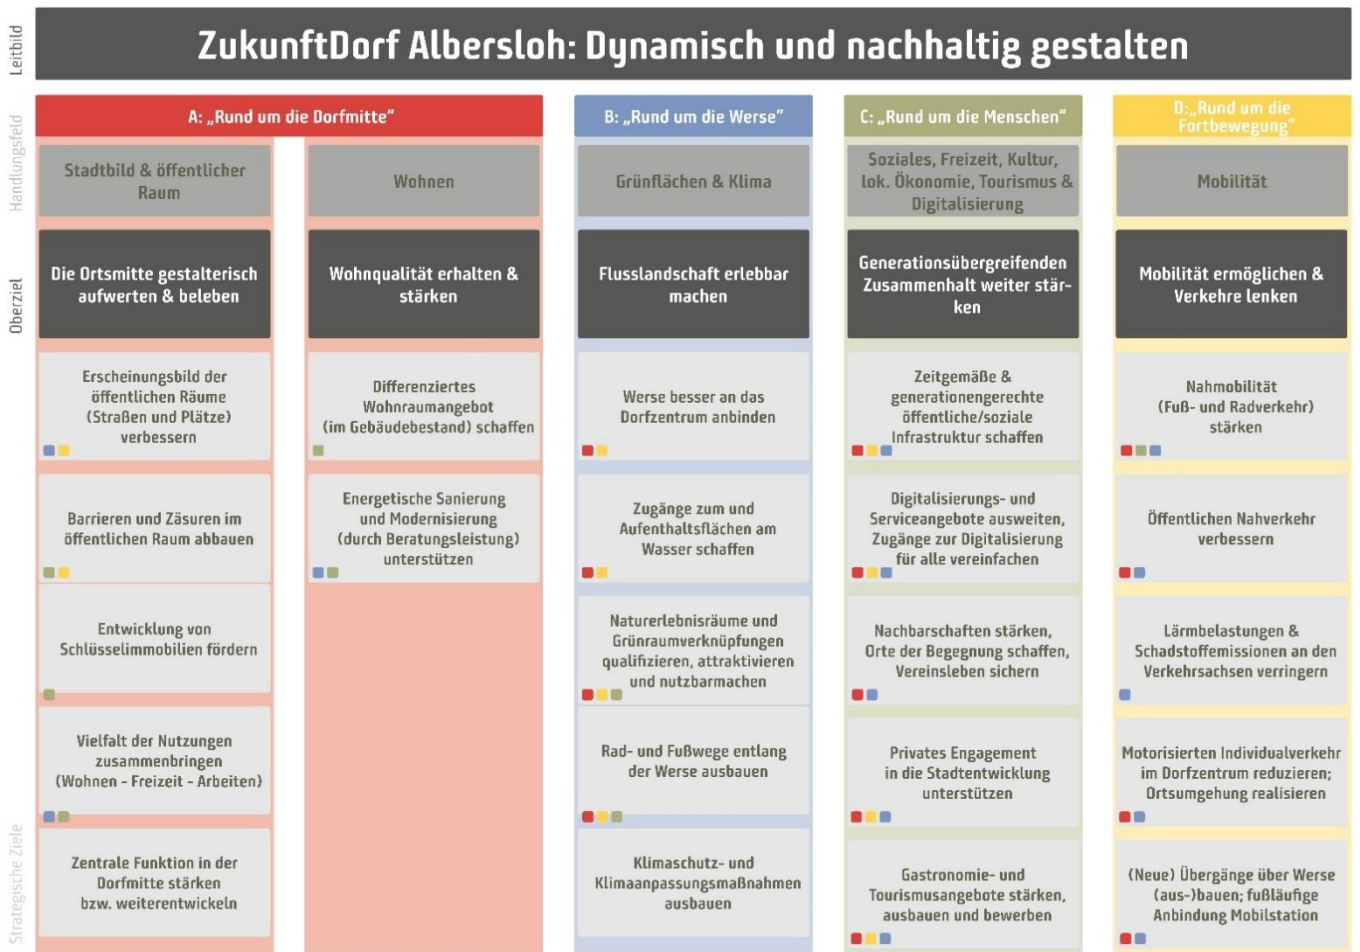 Leitbild
ZukunftDorf Albersloh: Dynamisch und nachhaltig gestalten
Handlungsfeld
A: „Rund um die Dorfmitte“
B: „Rund um die Werse“
C: „Rund um die Menschen“
D:„Rund um die
Fortbewegung“
Stadtbild & öffentlicher
Raum
Wohnen
Grünflächen & Klima
Soziales, Freizeit, Kultur,
lok. Ökonomie, Tourismus &
Digitalisierung
Mobilität
Oberziel
Die Ortsmitte gestalterisch
aufwerten & beleben
Wohnqualität erhalten &
stärken
Flusslandschaft erlebbar
machen
Generationsübergreifenden
Zusammenhalt weiter stär-
ken
Mobilität ermöglichen &
Verkehre lenken
Strategische Ziele
Erscheinungsbild der
öffentlichen Räume
(Straßen und Plätze)
verbessern
Differenziertes
Wohnraumangebot
(im Gebäudebestand) schaffen
Werse besser an das
Dorfzentrum anbinden
Zeitgemäße &
generationengerechte
öffentliche/soziale
Infrastruktur schaffen
Nahmobilität
(Fuß- und Radverkehr)
stärken
Barrieren und Zäsuren im
öffentlichen Raum abbauen
Energetische Sanierung
und Modernisierung
(durch Beratungsleistung)
unterstützen
Zugänge zum und
Aufenthaltsflächen am
Wasser schaffen
Digitalisierungs- und
Serviceangebote ausweiten,
Zugänge zur Digitalisierung
für alle vereinfachen
Öffentlichen Nahverkehr
verbessern
Entwicklung von
Schlüsselimmobilien fördern
Naturerlebnisräume und
Grünraumverknüpfungen
qualifizieren, attraktivieren
und nutzbarmachen
Nachbarschaften stärken,
Orte der Begegnung schaffen,
Vereinsleben sichern
Lärmbelastungen &
Schadstoffemissionen an den
Verkehrsachsen verringern
Vielfalt der Nutzungen
zusammenbringen
(Wohnen - Freizeit - Arbeiten)
Rad- und Fußwege entlang
der Werse ausbauen
Privates Engagement
in die Stadtentwicklung
unterstützen
Motorisierten Individualverkehr
im Dorfzentrum reduzieren;
Ortsumgehung realisieren
Zentrale Funktion in der
Dorfmitte stärken
bzw. weiterentwickeln
Klimaschutz- und
Klimaanpassungsmaßnahmen
ausbauen
Gastronomie- und
Tourismusangebote stärken,
ausbauen und bewerben
(Neue) Übergänge über Werse
(aus-)bauen; fußläufige
Anbindung Mobilstation